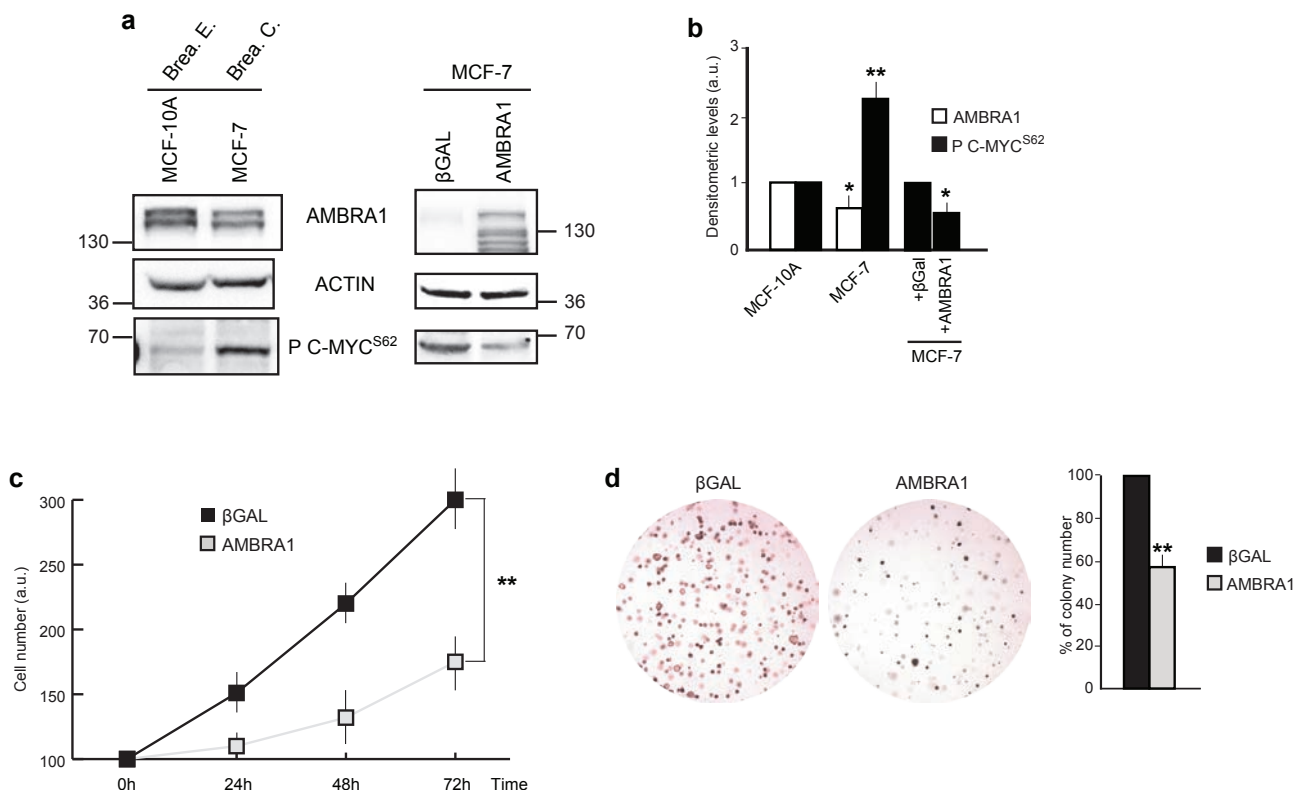 a
Brea. E.
Brea. C.
MCF-10A
MCF-7
AMBRA1
130
ACTIN
36
70
P C-MYC^S62
MCF-7
βGAL
AMBRA1
130
36
70
b
Densitometric levels (a.u.)
3
2
1
0
**
*
*
AMBRA1
P C-MYC^S62
MCF-10A
MCF-7
+βGal
+AMBRA1
MCF-7
c
Cell number (a.u.)
300
250
200
150
100
βGAL
AMBRA1
**
0h 24h 48h 72h Time
d
βGAL AMBRA1
% of colony number
100
80
60
40
20
0
**
βGAL
AMBRA1